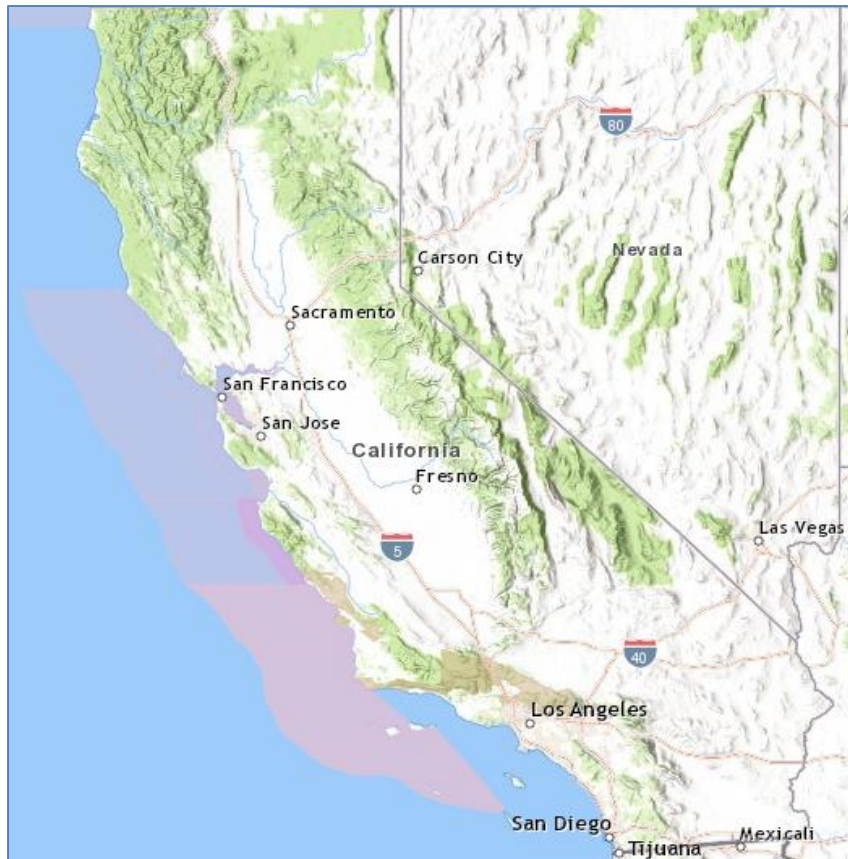 80
Nevada
Carson City
Sacramento
San Francisco
San Jose
California
Fresno
Las Vegas
5
40
Los Angeles
San Diego
Mexicali
Tijuana